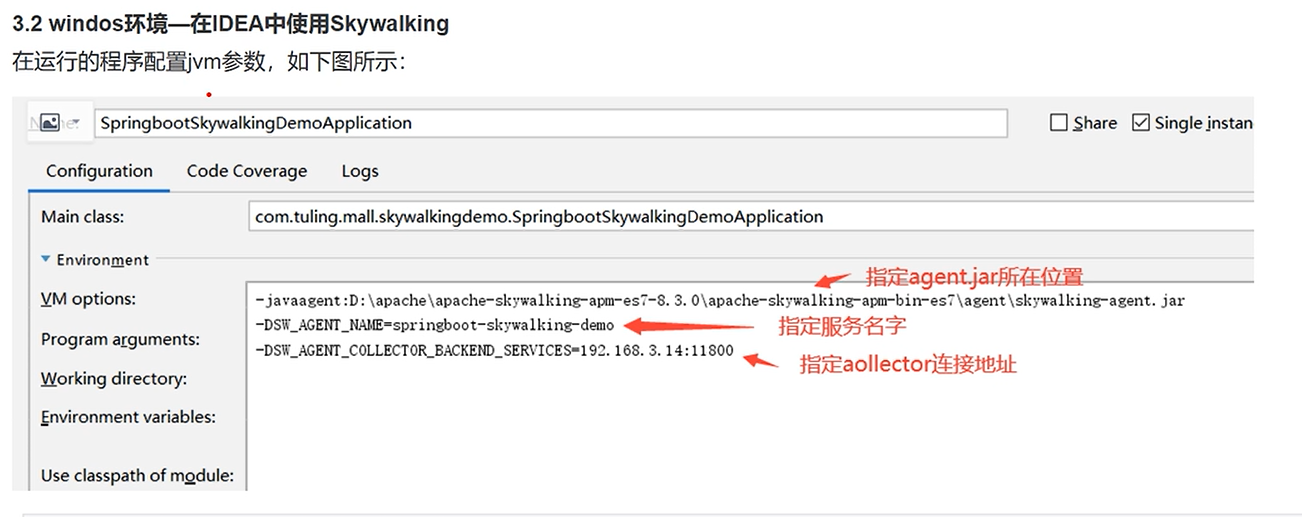 3.2 windos环境—在IDEA中使用Skywalking
在运行的程序配置jvm参数，如下图所示：
SpringbootSkywalkingDemoApplication
Share
Single instan
Configuration
Code Coverage
Logs
Main class:
com.tuling.mall.skywalkingdemo.SpringbootSkywalkingDemoApplication
Environment
指定agent.jar所在位置
VM options:
-javaagent:D:\apache\apache-skywalking-apm-es7-8.3.0\apache-skywalking-apm-bin-es7\agent\skywalking-agent.jar
-DSW_AGENT_NAME=springboot-skywalking-demo
指定服务名字
Program arguments:
-DSW_AGENT_COLLECTOR_BACKEND_SERVICES=192.168.3.14:11800
指定aollector连接地址
Working directory:
Environment variables:
Use classpath of module: